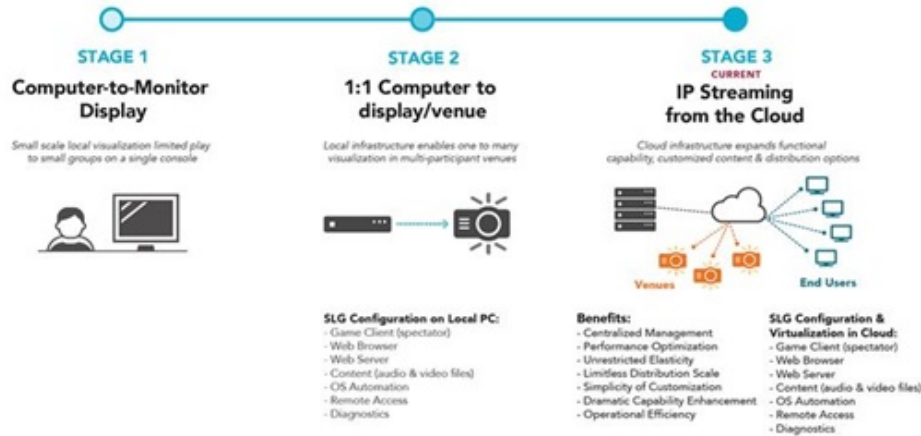 STAGE 1
Computer-to-Monitor
Display
Small scale local visualization limited play
to small groups on a single console
STAGE 2
1:1 Computer to
display/venue
Local infrastructure enables one to many
visualization in multi-participant venues
SLG Configuration on Local PC:
- Game Client (spectator)
- Web Browser
- Web Server
- Content (audio & video files)
- OS Automation
- Remote Access
- Diagnostics
STAGE 3
CURRENT
IP Streaming
from the Cloud
Cloud infrastructure expands functional
capability, customized content & distribution options
Venues
End Users
Benefits:
- Centralized Management
- Performance Optimization
- Unrestricted Elasticity
- Limitless Distribution Scale
- Simplicity of Customization
- Dramatic Capability Enhancement
- Operational Efficiency
SLG Configuration &
Virtualization in Cloud:
- Game Client (spectator)
- Web Browser
- Web Server
- Content (audio & video files)
- OS Automation
- Remote Access
- Diagnostics